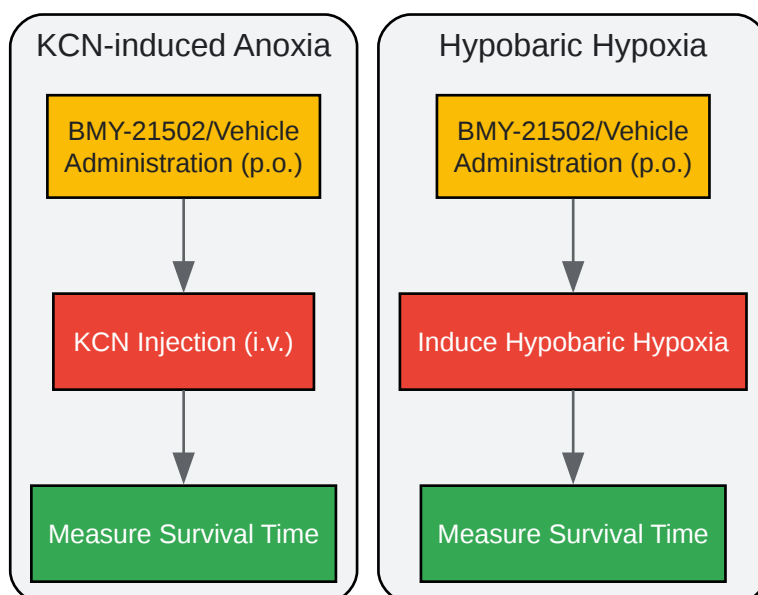 KCN-induced Anoxia
BMY-21502/Vehicle
Administration (p.o.)
KCN Injection (i.v.)
Measure Survival Time
Hypobaric Hypoxia
BMY-21502/Vehicle
Administration (p.o.)
Induce Hypobaric Hypoxia
Measure Survival Time